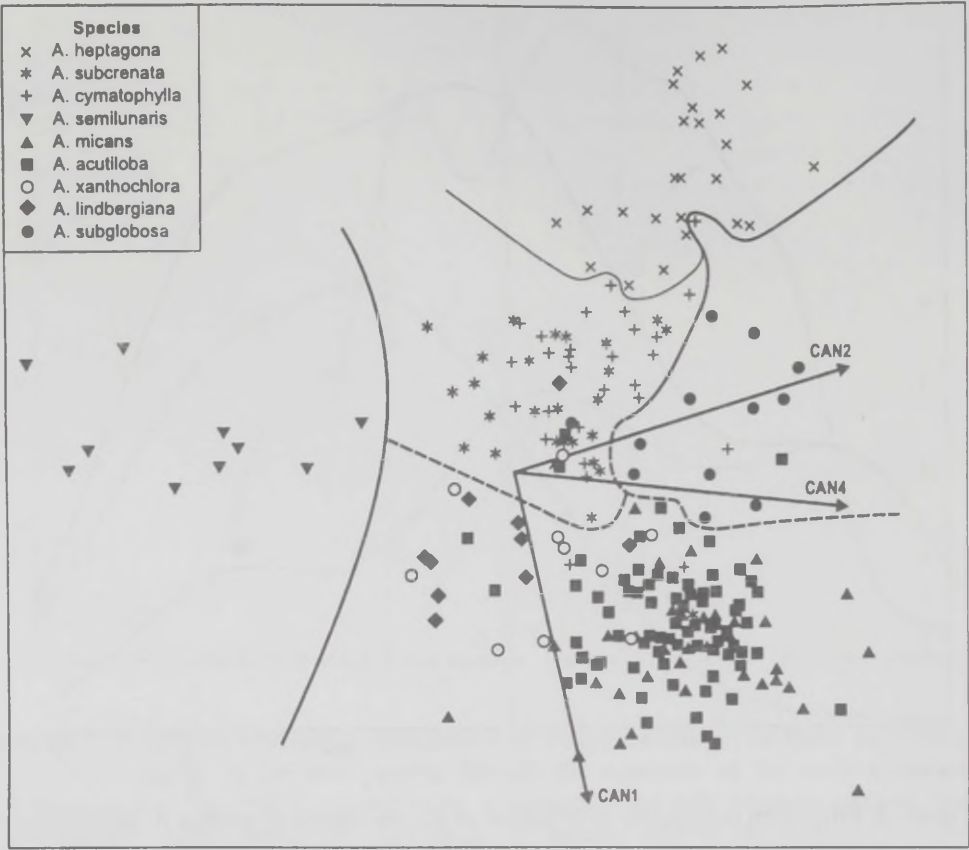 Species
A. heptagona
A. subcrenata
A. cymatophylla
A. semilunaris
A. micans
A. acutiloba
A. xanthochlora
A. lindbergiana
A. subglobosa
CAN2
CAN4
CAN1